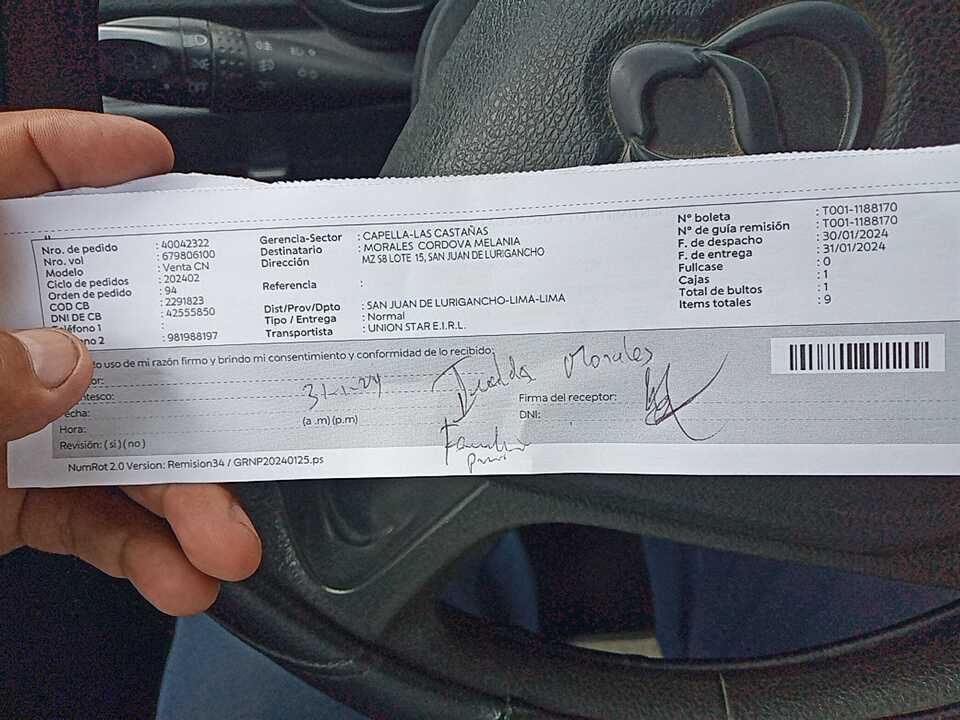 Nro. de pedido : 40042322
Nro. vol : 679806100
Modelo : Venta CN
Ciclo de pedidos : 202402
Orden de pedido : 94
COD CB : 2291823
DNI DE CB : 42555850
Teléfono 1 :
no 2 : 981988197
Gerencia-Sector : CAPELLA-LAS CASTAÑAS
Destinatario : MORALES CORDOVA MELANIA
Dirección : MZ S8 LOTE 15, SAN JUAN DE LURIGANCHO
Referencia :
Dist/Prov/Dpto : SAN JUAN DE LURIGANCHO-LIMA-LIMA
Tipo / Entrega : Normal
Transportista : UNION STAR E.I.R.L.
N° boleta : T001-1188170
N° de guía remisión : T001-1188170
F. de despacho : 30/01/2024
F. de entrega : 31/01/2024
Fullcase : 0
Cajas : 1
Total de bultos : 1
Items totales : 9
uso de mi razón firmo y brindo mi consentimiento y conformidad de lo recibido:
or:
ntesco:
echa:
31-1-24
Morales
Hora:
(a .m) (p.m)
Firma del receptor:
DNI:
Revisión: ( si ) ( no )
NumRot 2.0 Version: Remision34 / GRNP20240125.ps
OFF